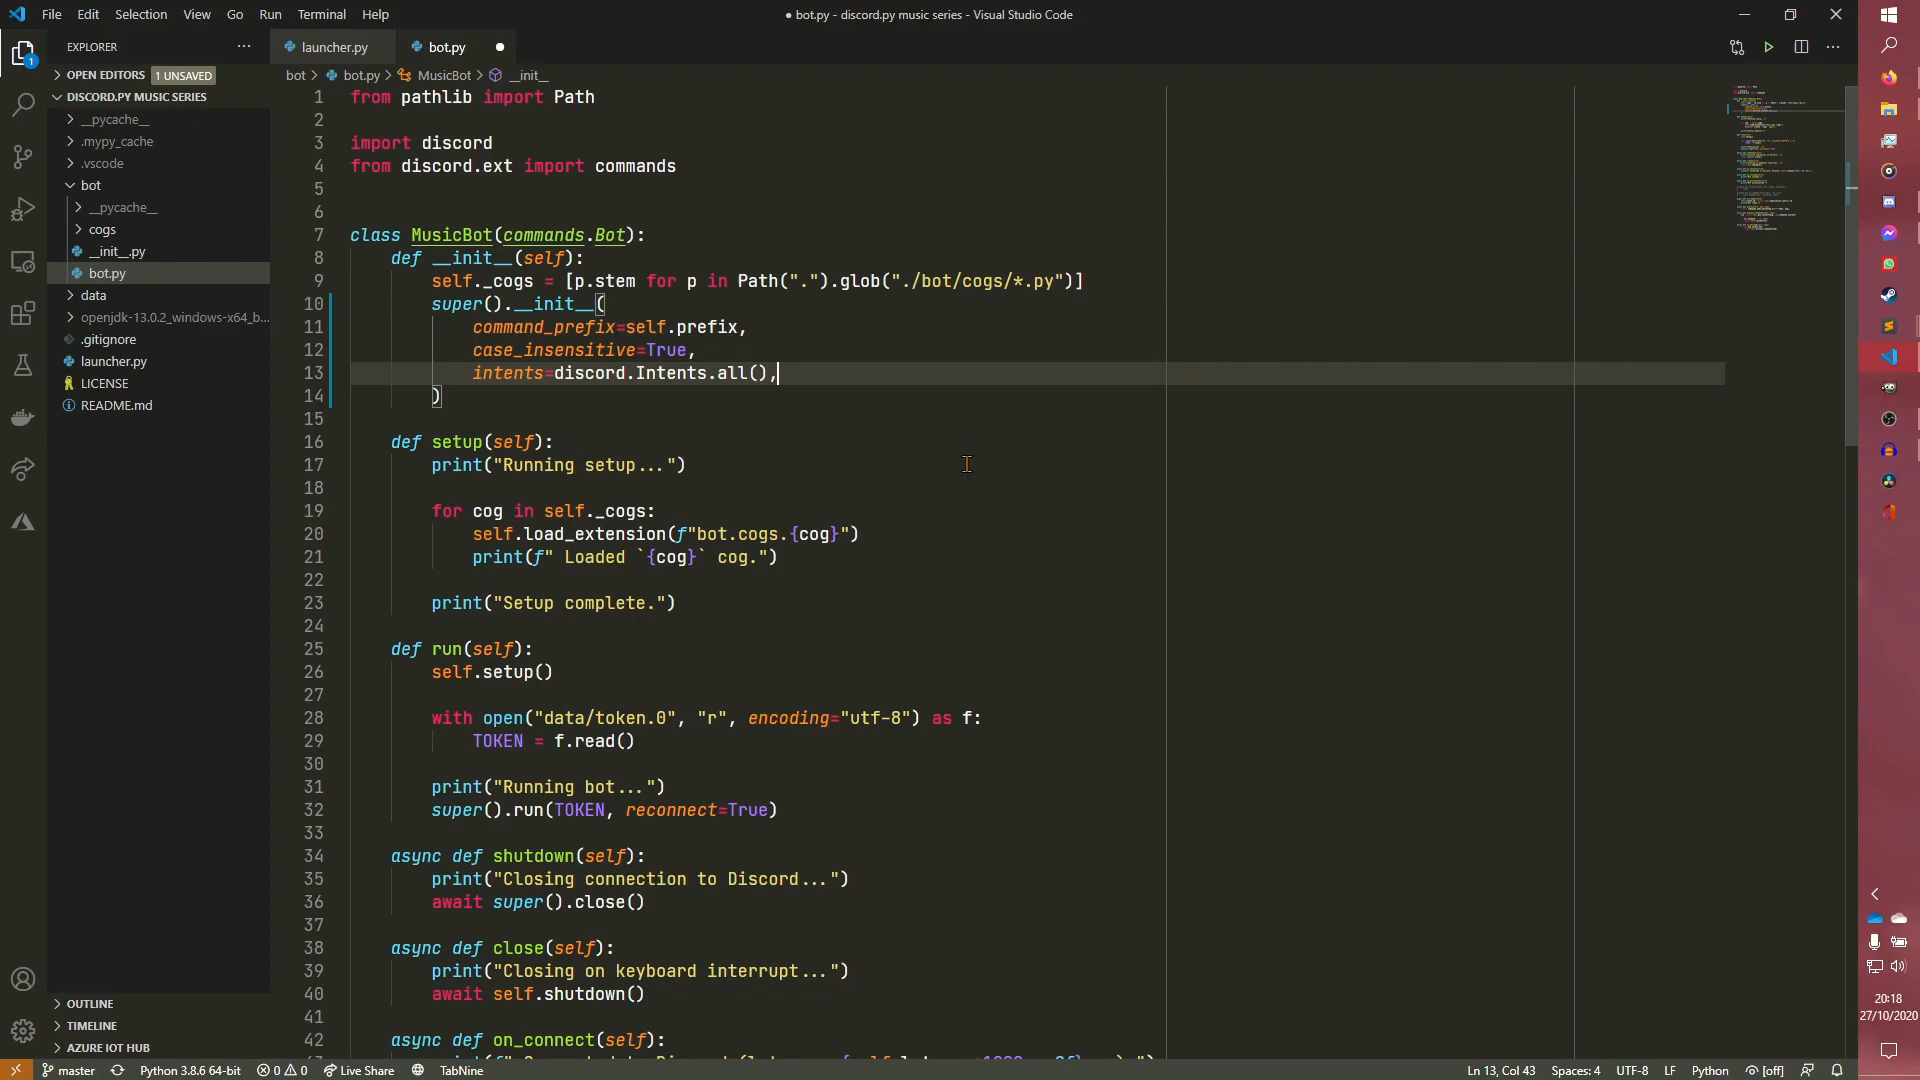 File Edit Selection View Go Run Terminal Help
● bot.py - discord.py music series - Visual Studio Code
EXPLORER
launcher.py
bot.py
OPEN EDITORS 1 UNSAVED
DISCORD.PY MUSIC SERIES
__pycache__
.mypy_cache
.vscode
bot
__pycache__
cogs
__init__.py
bot.py
data
openjdk-13.0.2_windows-x64_b...
.gitignore
launcher.py
LICENSE
README.md
OUTLINE
TIMELINE
AZURE IOT HUB
bot > bot.py > MusicBot > __init__
1 from pathlib import Path
2
3 import discord
4 from discord.ext import commands
5
6
7 class MusicBot(commands.Bot):
8 def __init__(self):
9 self._cogs = [p.stem for p in Path(".").glob("./bot/cogs/*.py")]
10 super().__init__(
11 command_prefix=self.prefix,
12 case_insensitive=True,
13 intents=discord.Intents.all(),
14 )
15
16 def setup(self):
17 print("Running setup...")
18
19 for cog in self._cogs:
20 self.load_extension(f"bot.cogs.{cog}")
21 print(f" Loaded `{cog}` cog.")
22
23 print("Setup complete.")
24
25 def run(self):
26 self.setup()
27
28 with open("data/token.0", "r", encoding="utf-8") as f:
29 TOKEN = f.read()
30
31 print("Running bot...")
32 super().run(TOKEN, reconnect=True)
33
34 async def shutdown(self):
35 print("Closing connection to Discord...")
36 await super().close()
37
38 async def close(self):
39 print("Closing on keyboard interrupt...")
40 await self.shutdown()
41
42 async def on_connect(self):
master Python 3.8.6 64-bit 0 0 Live Share TabNine
Ln 13, Col 43 Spaces: 4 UTF-8 LF Python [off]
20:18
27/10/2020